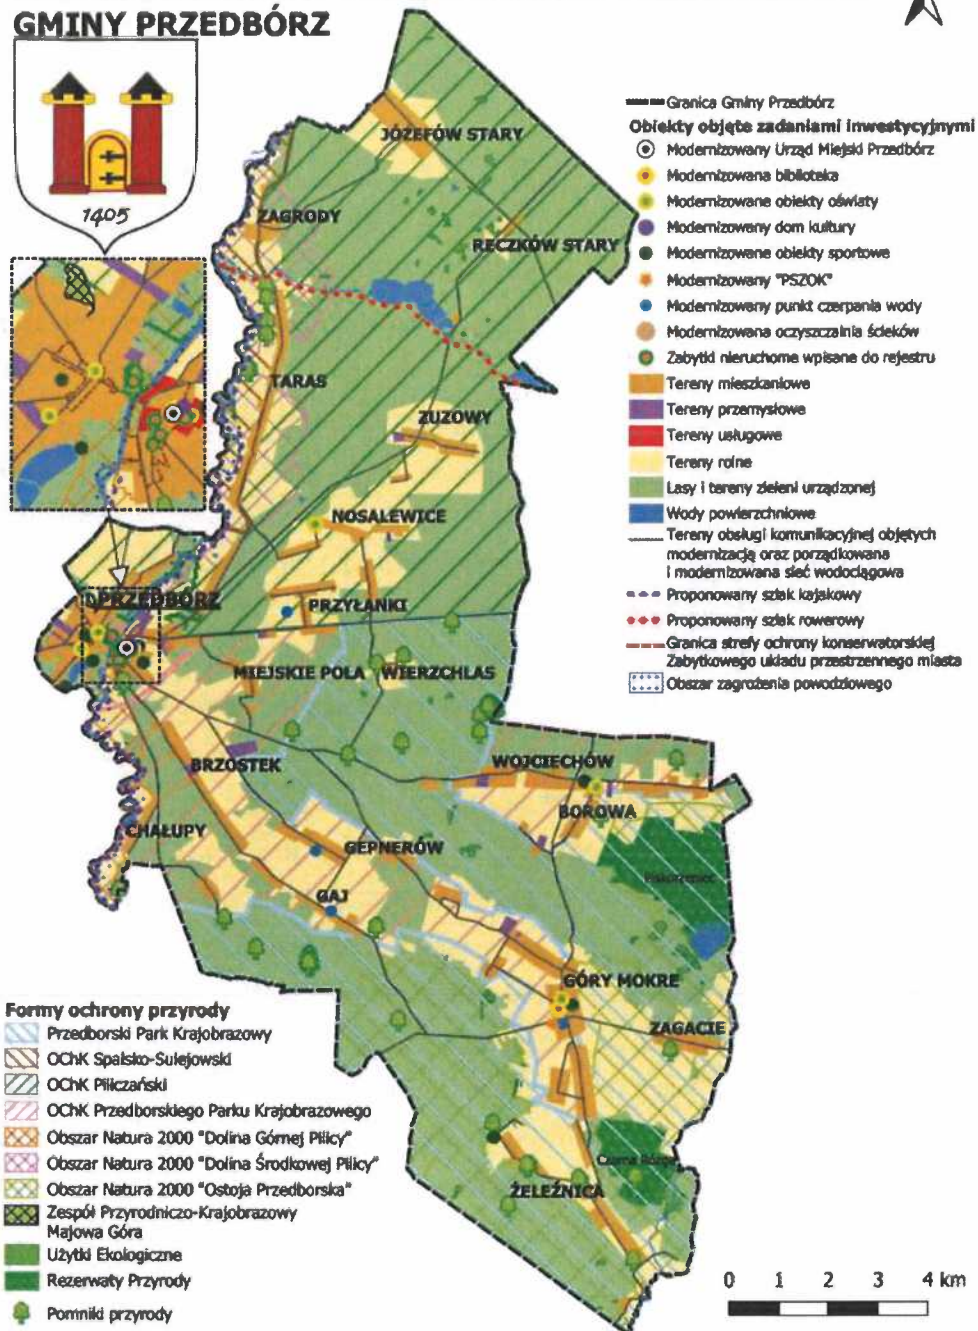 GMINY PRZEDBÓRZ
1405
Granica Gminy Przedbórz
Obiekty objęte zadaniami inwestycyjnymi
Modernizowany Urząd Miejski Przedbórz
Modernizowana biblioteka
Modernizowane obiekty oświaty
Modernizowany dom kultury
Modernizowane obiekty sportowe
Modernizowany "PSZOK"
Modernizowany punkt czerpania wody
Modernizowana oczyszczalnia ścieków
Zabytki nieruchome wpisane do rejestru
Tereny mieszkaniowe
Tereny przemysłowe
Tereny usługowe
Tereny rolne
Lasy i tereny zieleni urządzonej
Wody powierzchniowe
Tereny obsługi komunikacyjnej objętych
modernizacją oraz porządkowana
i modernizowana sieć wodociągowa
Proponowany szlak kajakowy
Proponowany szlak rowerowy
Granica strefy ochrony konserwatorskiej
Zabytkowego układu przestrzennego miasta
Obszar zagrożenia powodziowego
JÓZEFÓW STARY
ZAGRODY
RECZKÓW STARY
TARAS
ZUZOWY
NOSALEWICE
PRZEDBÓRZ
PRZYŁANKI
MIEJSKIE POLA
WIERZCHLAS
BRZOSTEK
WOJCIECHÓW
BOROWA
CHAŁUPY
GEPNERÓW
Piskorzeniec
GAJ
GÓRY MOKRE
ZAGACIE
Czarna Rózga
ŻELEŹNICA
Formy ochrony przyrody
Przedborski Park Krajobrazowy
OChK Spalsko-Sulejowski
OChK Piliczański
OChK Przedborskiego Parku Krajobrazowego
Obszar Natura 2000 "Dolina Górnej Pilicy"
Obszar Natura 2000 "Dolina Środkowej Pilicy"
Obszar Natura 2000 "Ostoja Przedborska"
Zespół Przyrodniczo-Krajobrazowy
Majowa Góra
Użytki Ekologiczne
Rezerwaty Przyrody
Pomniki przyrody
0 1 2 3 4 km